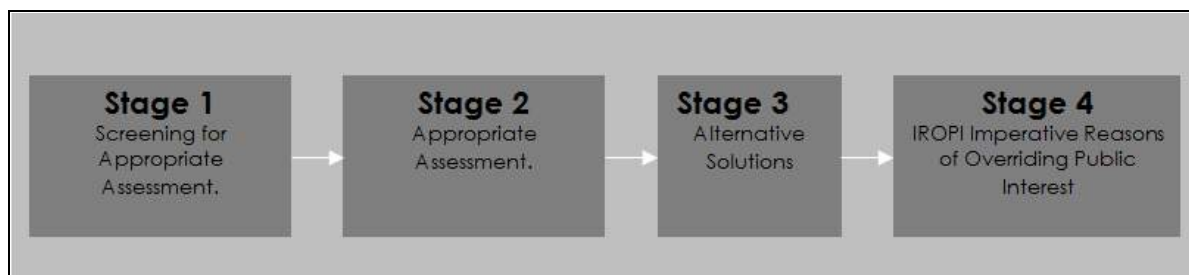 Stage 1
Screening for
Appropriate
Assessment.
Stage 2
Appropriate
Assessment.
Stage 3
Alternative
Solutions
Stage 4
IROPI Imperative Reasons
of Overriding Public
Interest